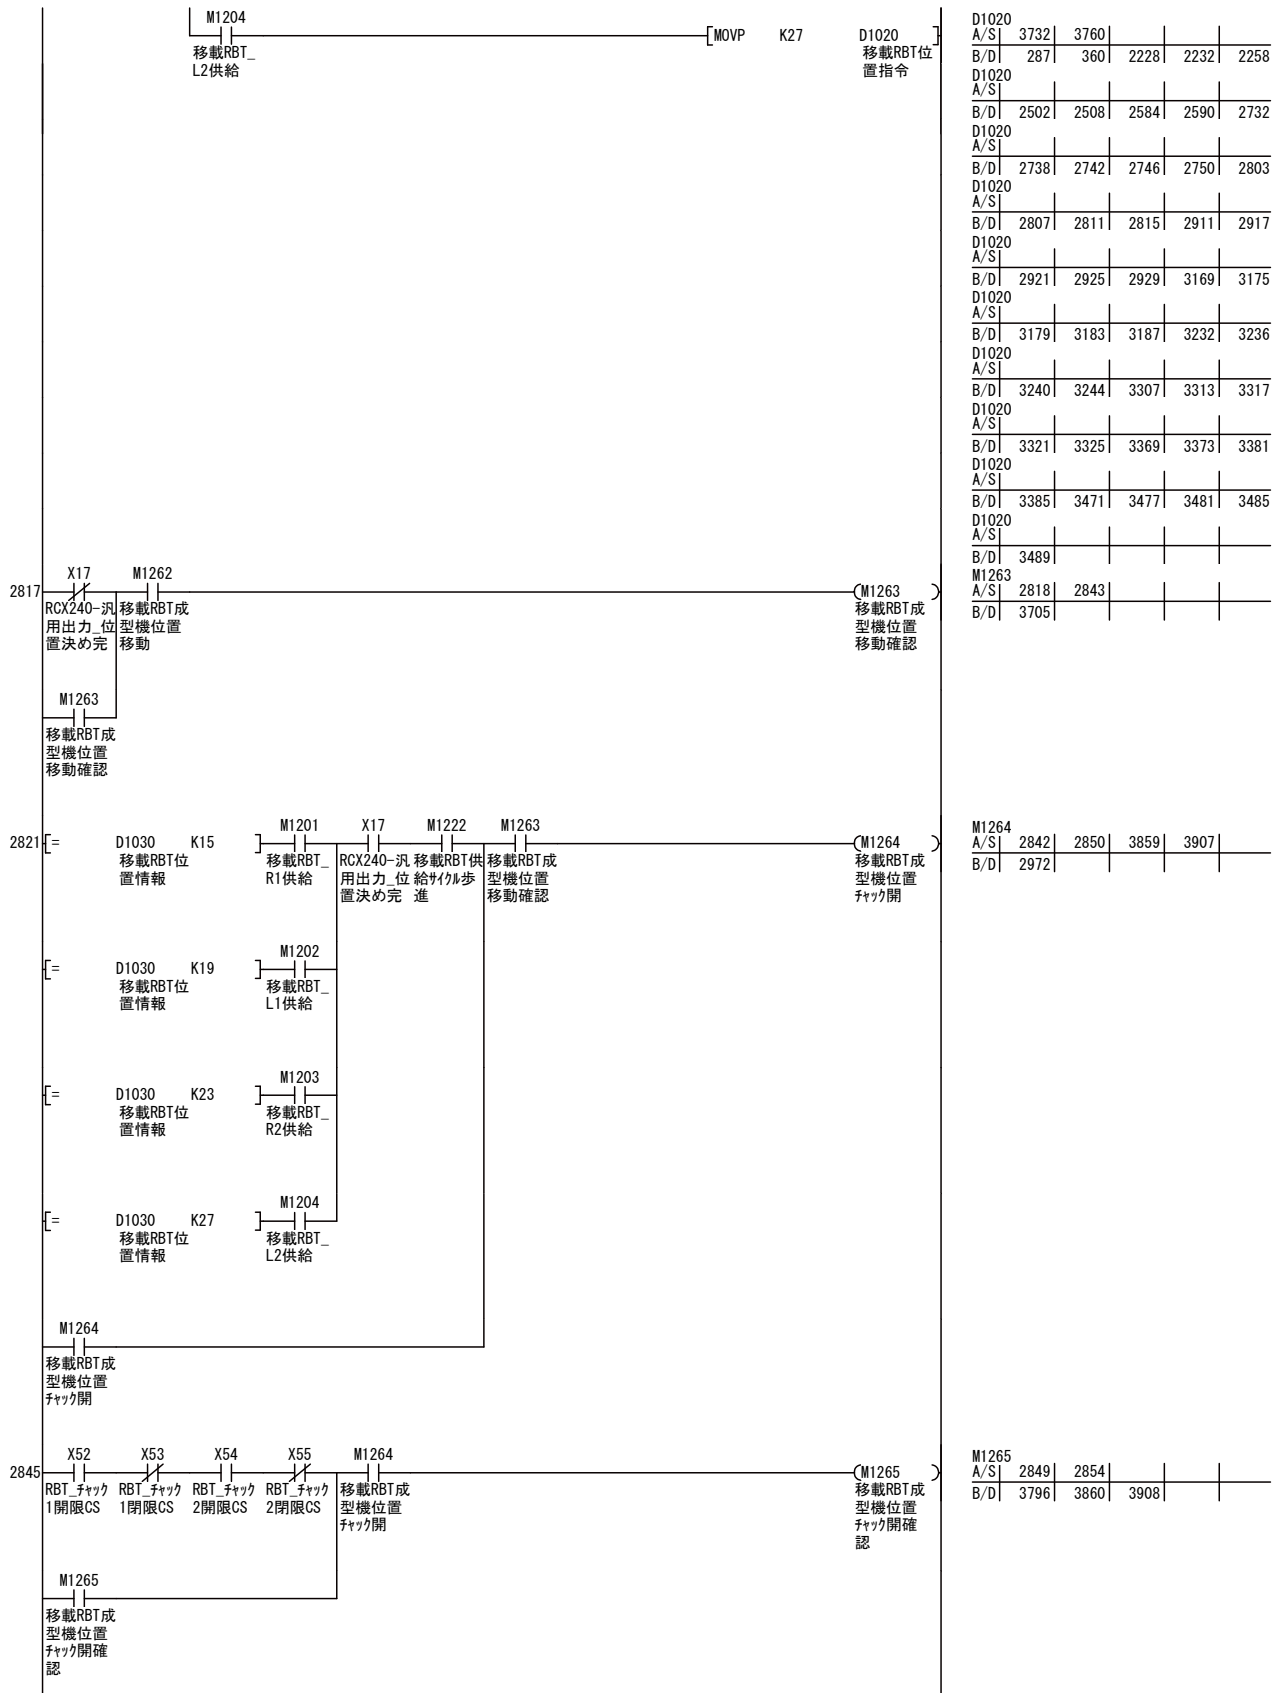 M1204
移載RBT_
L2供給
MOVP K27 D1020
移載RBT位
置指令
D1020
A/S 3732 3760
B/D 287 360 2228 2232 2258
D1020
A/S
B/D 2502 2508 2584 2590 2732
D1020
A/S
B/D 2738 2742 2746 2750 2803
D1020
A/S
B/D 2807 2811 2815 2911 2917
D1020
A/S
B/D 2921 2925 2929 3169 3175
D1020
A/S
B/D 3179 3183 3187 3232 3236
D1020
A/S
B/D 3240 3244 3307 3313 3317
D1020
A/S
B/D 3321 3325 3369 3373 3381
D1020
A/S
B/D 3385 3471 3477 3481 3485
D1020
A/S
B/D 3489
2817
X17
RCX240-汎
用出力_位
置決め完
M1262
移載RBT成
型機位置
移動
M1263
移載RBT成
型機位置
移動確認
M1263
A/S 2818 2843
B/D 3705
M1263
移載RBT成
型機位置
移動確認
2821
= D1030 K15
移載RBT位
置情報
M1201
移載RBT_
R1供給
X17
RCX240-汎
用出力_位
置決め完
M1222
移載RBT供
給ｻｲｸﾙ歩
進
M1263
移載RBT成
型機位置
移動確認
M1264
移載RBT成
型機位置
ﾁｬｯｸ開
M1264
A/S 2842 2850 3859 3907
B/D 2972
= D1030 K19
移載RBT位
置情報
M1202
移載RBT_
L1供給
= D1030 K23
移載RBT位
置情報
M1203
移載RBT_
R2供給
= D1030 K27
移載RBT位
置情報
M1204
移載RBT_
L2供給
M1264
移載RBT成
型機位置
ﾁｬｯｸ開
2845
X52
RBT_ﾁｬｯｸ
1開限CS
X53
RBT_ﾁｬｯｸ
1閉限CS
X54
RBT_ﾁｬｯｸ
2開限CS
X55
RBT_ﾁｬｯｸ
2閉限CS
M1264
移載RBT成
型機位置
ﾁｬｯｸ開
M1265
移載RBT成
型機位置
ﾁｬｯｸ開確
認
M1265
A/S 2849 2854
B/D 3796 3860 3908
M1265
移載RBT成
型機位置
ﾁｬｯｸ開確
認